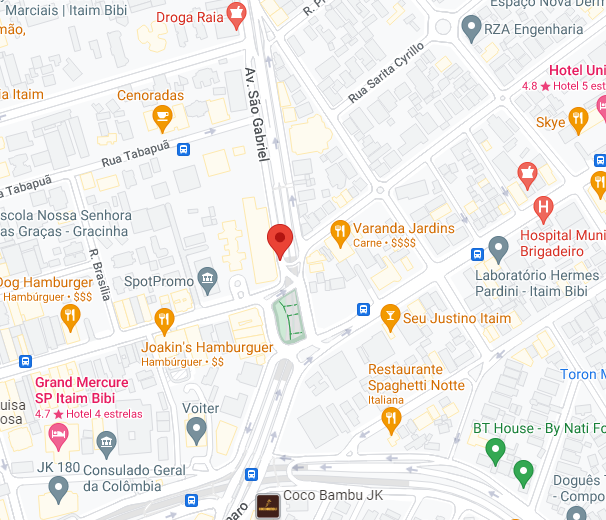 Marciais | Itaim Bibi
Droga Raia
R. P
Espaço Nova Derm
mão,
RZA Engenharia
Av. São Gabriel
Rua Sarita Cyrillo
Hotel Uni
4.8 ★ Hotel 5 est
ia Itaim
Cenoradas
Skye
Rua Tabapuã
a Tabapuã
scola Nossa Senhora
as Graças - Gracinha
Varanda Jardins
Carne • $$$$
Hospital Muni
Brigadeiro
R. Brasília
SpotPromo
Laboratório Hermes
Pardini - Itaim Bibi
Dog Hamburger
Hambúrguer • $$$
Seu Justino Itaim
Joakin's Hamburguer
Hambúrguer • $$
Restaurante
Spaghetti Notte
Italiana
Toron M
Grand Mercure
SP Itaim Bibi
4.7 ★ Hotel 4 estrelas
uisa
osa
Voiter
BT House - By Nati Fo
JK 180
Consulado Geral
da Colômbia
Doguês T
- Compo
Coco Bambu JK
aro